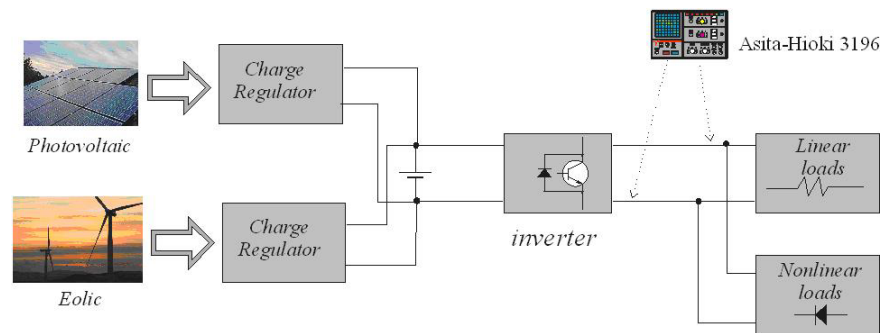 Asita-Hioki 3196
Charge
Regulator
Photovoltaic
Linear
loads
inverter
Charge
Regulator
Nonlinear
loads
Eolic